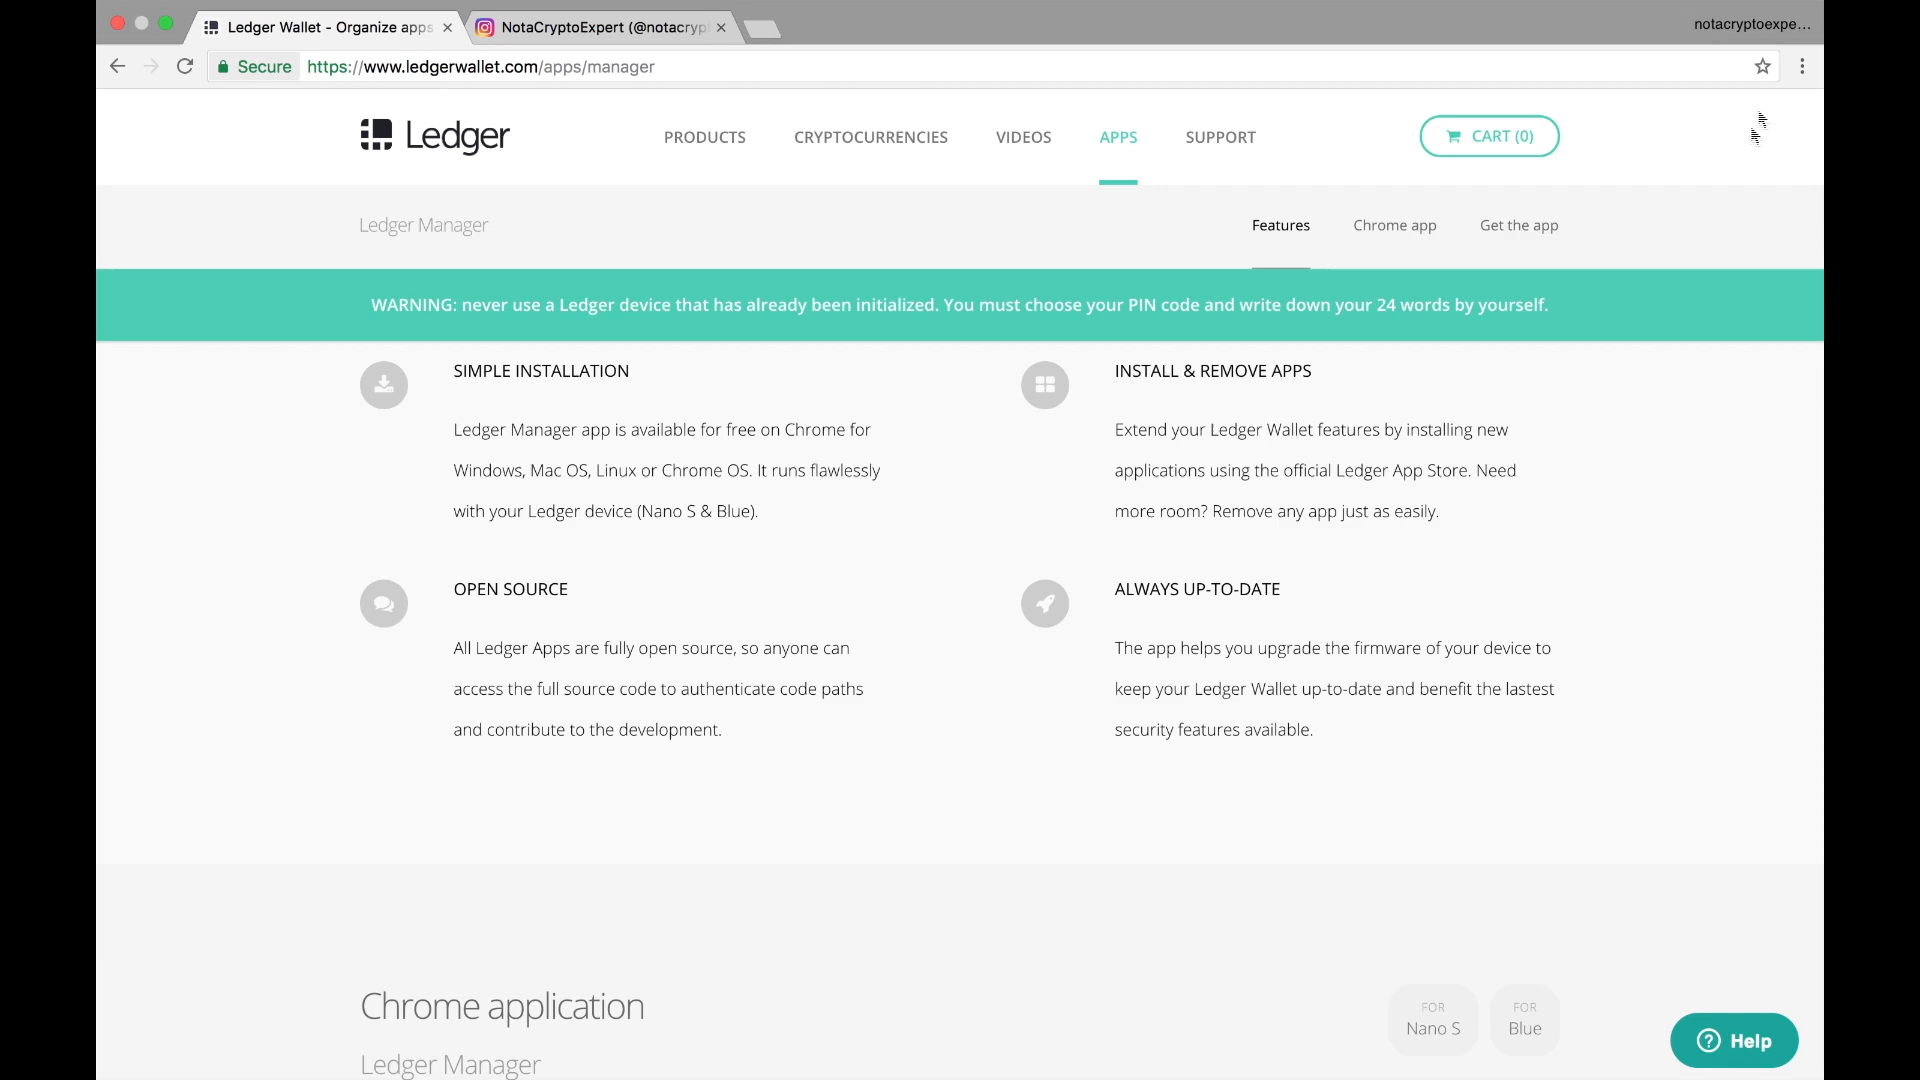 Ledger Wallet - Organize apps
NotaCryptoExpert (@notacryp
notacryptoexpe...
Secure https://www.ledgerwallet.com/apps/manager
Ledger
PRODUCTS CRYPTOCURRENCIES VIDEOS APPS SUPPORT CART (0)
Ledger Manager Features Chrome app Get the app
WARNING: never use a Ledger device that has already been initialized. You must choose your PIN code and write down your 24 words by yourself.
SIMPLE INSTALLATION
Ledger Manager app is available for free on Chrome for
Windows, Mac OS, Linux or Chrome OS. It runs flawlessly
with your Ledger device (Nano S & Blue).
INSTALL & REMOVE APPS
Extend your Ledger Wallet features by installing new
applications using the official Ledger App Store. Need
more room? Remove any app just as easily.
OPEN SOURCE
All Ledger Apps are fully open source, so anyone can
access the full source code to authenticate code paths
and contribute to the development.
ALWAYS UP-TO-DATE
The app helps you upgrade the firmware of your device to
keep your Ledger Wallet up-to-date and benefit the lastest
security features available.
Chrome application
Ledger Manager
FOR
Nano S
FOR
Blue
Help